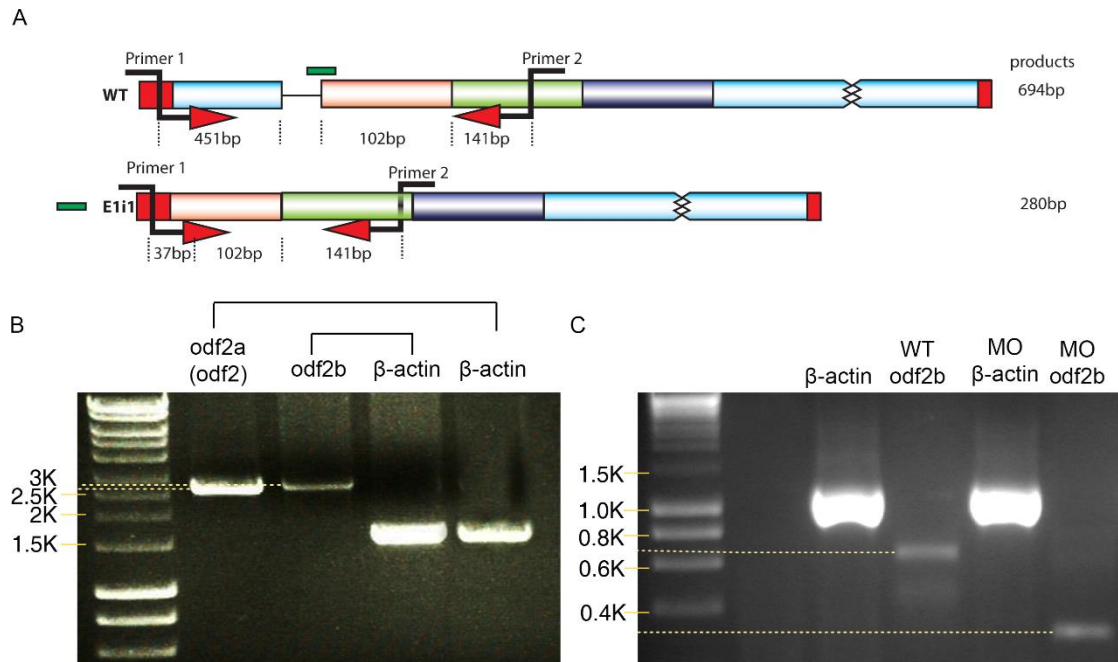 A
Primer 1
Primer 2
products
WT
694bp
451bp
102bp
141bp
Primer 1
Primer 2
E1i1
280bp
37bp
102bp
141bp
B
odf2a
(odf2)
odf2b
β-actin
β-actin
3K
2.5K
2K
1.5K
C
β-actin
WT
odf2b
MO
β-actin
MO
odf2b
1.5K
1.0K
0.8K
0.6K
0.4K